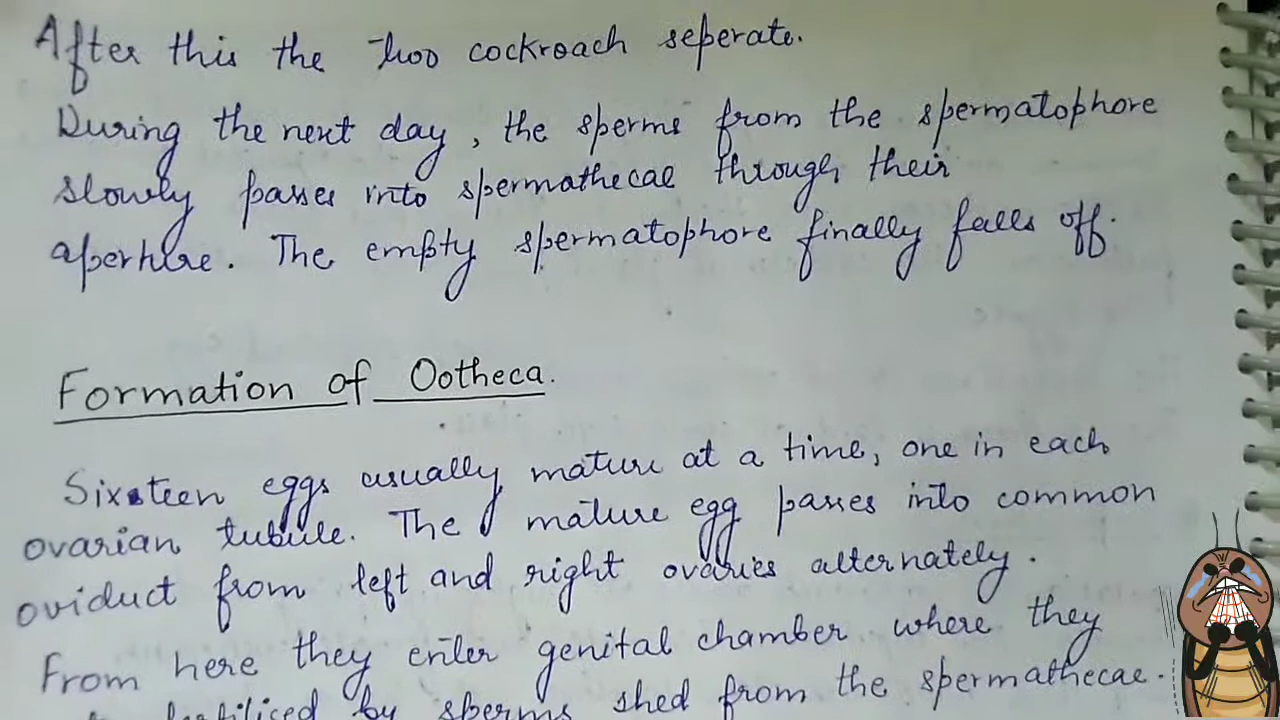 After this the two cockroach seperate.
During the next day, the sperms from the spermatophore
slowly passes into spermathecae through their
aperture. The empty spermatophore finally falls off.
Formation of Ootheca.
Sixteen eggs usually mature at a time, one in each
ovarian tubule. The mature egg passes into common
oviduct from left and right ovaries alternately.
From here they enter genital chamber where they
fertilised by sperms shed from the spermathecae.